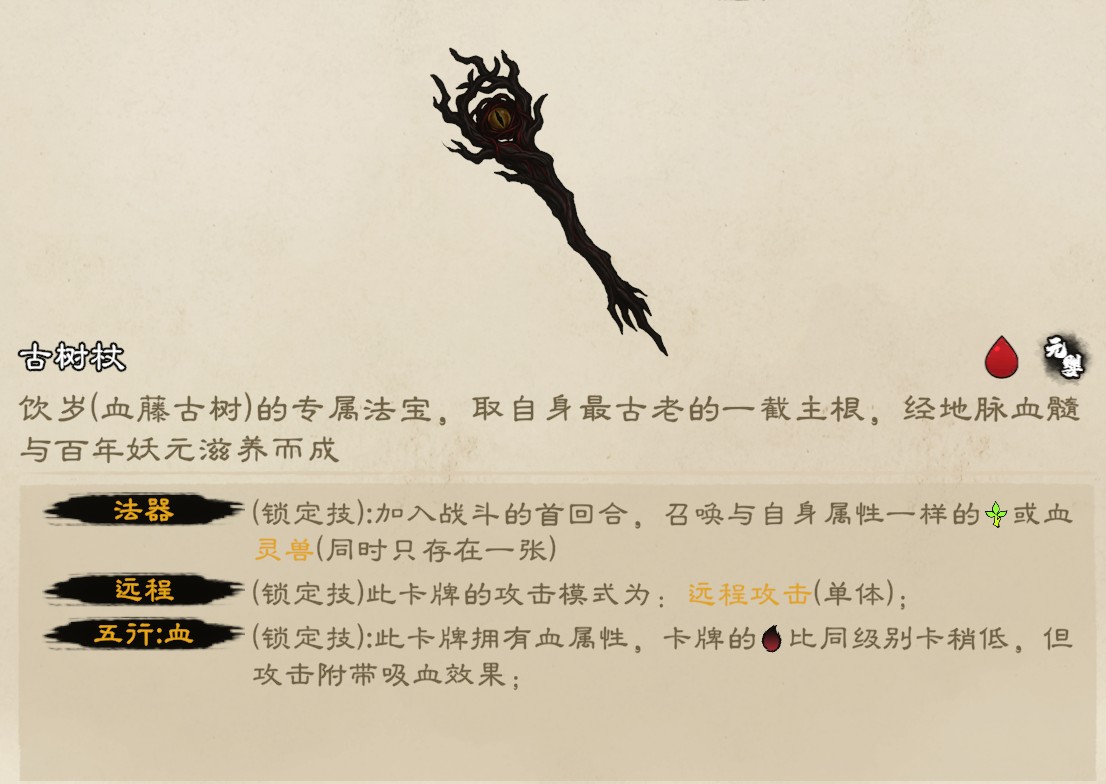 古树杖
元婴
饮岁(血藤古树)的专属法宝，取自身最古老的一截主根，经地脉血髓
与百年妖元滋养而成
法器
(锁定技):加入战斗的首回合，召唤与自身属性一样的或血
灵兽(同时只存在一张)
远程
(锁定技)此卡牌的攻击模式为：远程攻击(单体)；
五行:血
(锁定技):此卡牌拥有血属性，卡牌的比同级别卡稍低，但
攻击附带吸血效果；